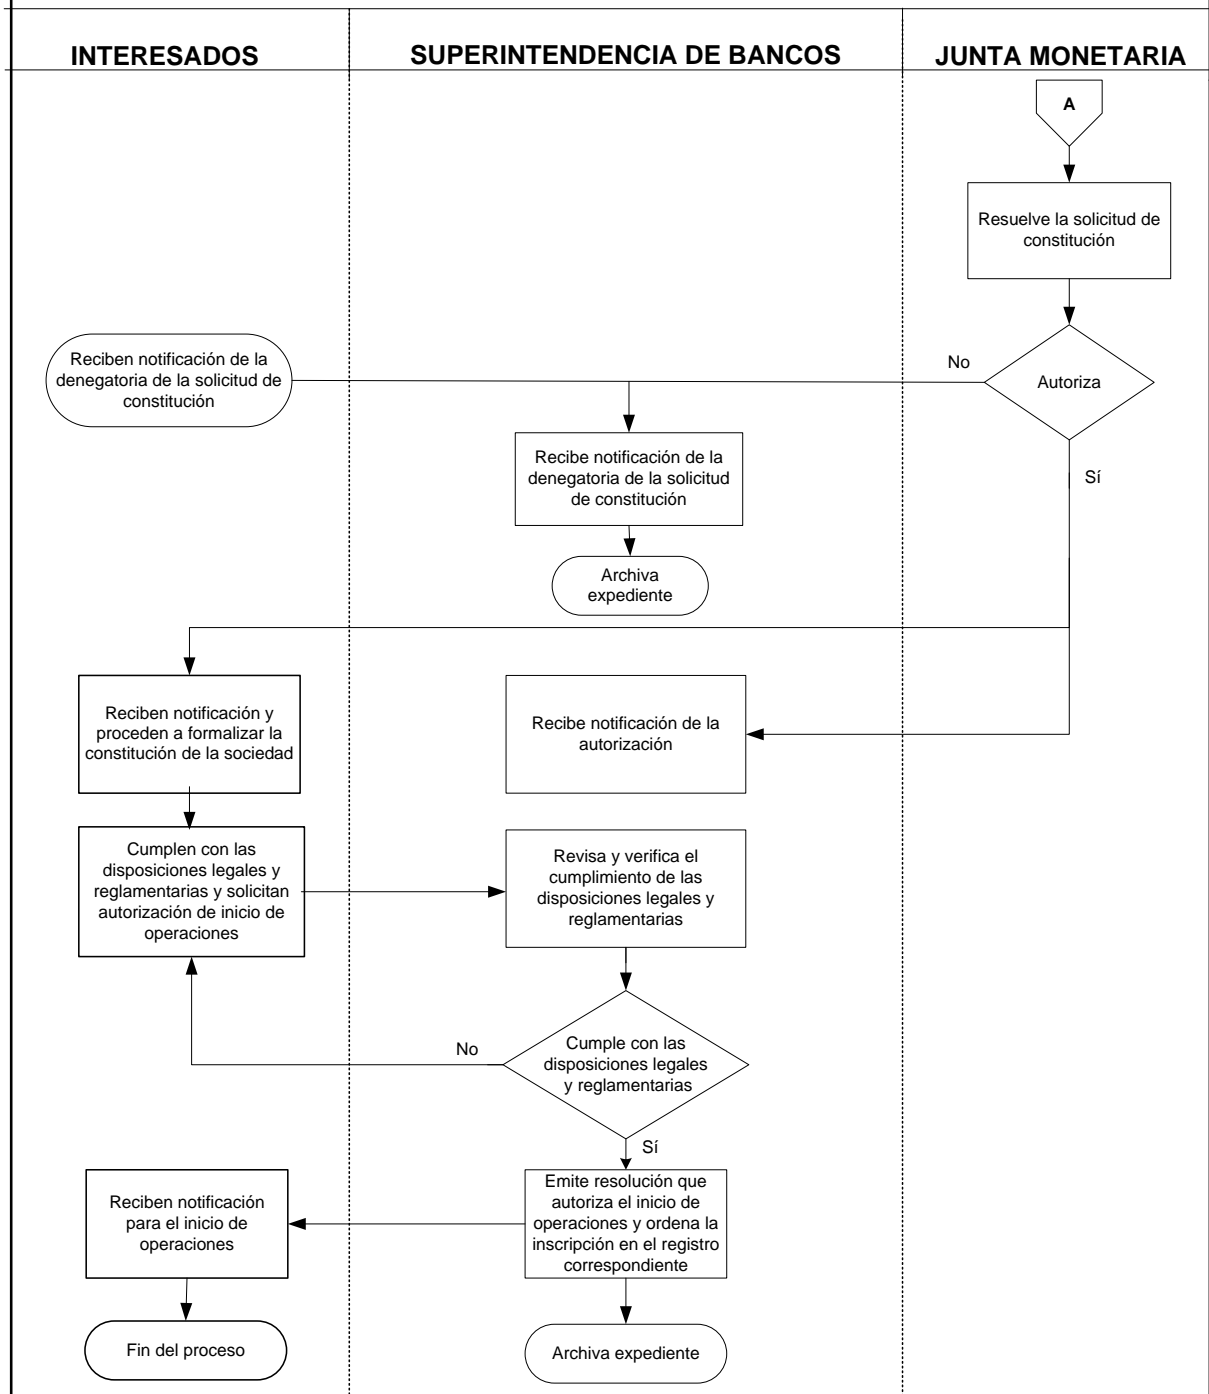 INTERESADOS
SUPERINTENDENCIA DE BANCOS
JUNTA MONETARIA
A
Resuelve la solicitud de
constitución
Autoriza
No
Sí
Reciben notificación de la
denegatoria de la solicitud de
constitución
Recibe notificación de la
denegatoria de la solicitud
de constitución
Archiva
expediente
Reciben notificación y
proceden a formalizar la
constitución de la sociedad
Recibe notificación de la
autorización
Cumplen con las
disposiciones legales y
reglamentarias y solicitan
autorización de inicio de
operaciones
Revisa y verifica el
cumplimiento de las
disposiciones legales y
reglamentarias
Cumple con las
disposiciones legales
y reglamentarias
No
Sí
Emite resolución que
autoriza el inicio de
operaciones y ordena la
inscripción en el registro
correspondiente
Reciben notificación
para el inicio de
operaciones
Fin del proceso
Archiva expediente